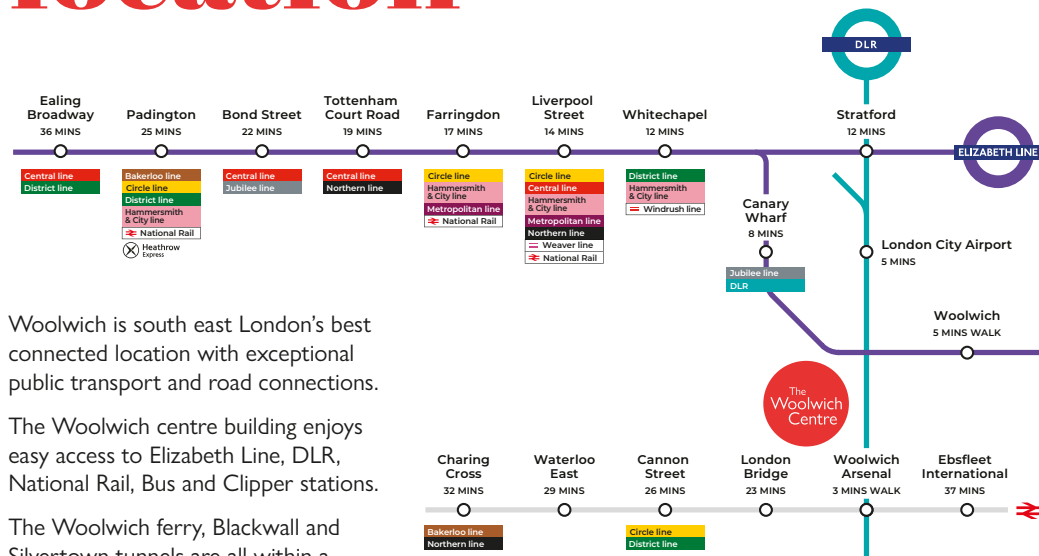 location
DLR
Ealing
Broadway
36 MINS
Central line
District line
Padington
25 MINS
Bakerloo line
Circle line
District line
Hammersmith
& City line
National Rail
Heathrow
Express
Bond Street
22 MINS
Central line
Jubilee line
Tottenham
Court Road
19 MINS
Central line
Northern line
Farringdon
17 MINS
Circle line
Hammersmith
& City line
Metropolitan line
National Rail
Liverpool
Street
14 MINS
Circle line
Central line
Hammersmith
& City line
Metropolitan line
Northern line
Weaver line
National Rail
Whitechapel
12 MINS
District line
Hammersmith
& City line
Windrush line
Stratford
12 MINS
ELIZABETH LINE
Canary
Wharf
8 MINS
Jubilee line
DLR
London City Airport
5 MINS
Woolwich
5 MINS WALK
Woolwich is south east London’s best
connected location with exceptional
public transport and road connections.
The Woolwich centre building enjoys
easy access to Elizabeth Line, DLR,
National Rail, Bus and Clipper stations.
The Woolwich ferry, Blackwall and
Silvertown tunnels are all within a
The
Woolwich
Centre
Charing
Cross
32 MINS
Bakerloo line
Northern line
Waterloo
East
29 MINS
Cannon
Street
26 MINS
Circle line
District line
London
Bridge
23 MINS
Woolwich
Arsenal
3 MINS WALK
Ebsfleet
International
37 MINS